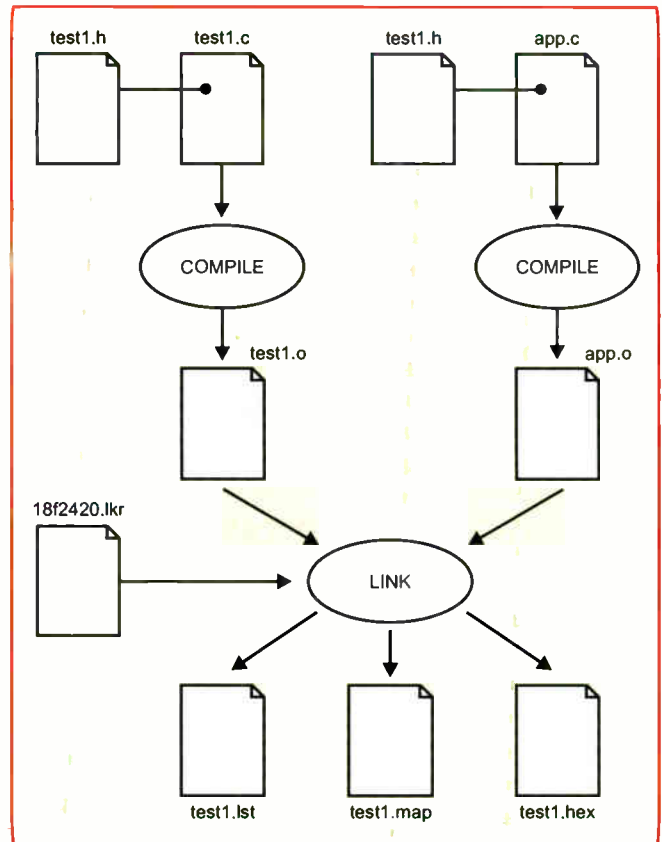 test1.h test1.c test1.h app.c
COMPILE COMPILE
test1.o app.o
18f2420.lkr
LINK
test1.lst test1.map test1.hex